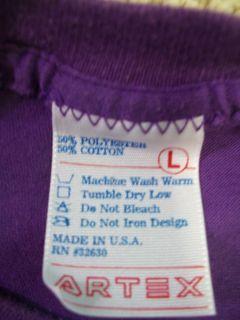 50% POLYESTER
50% COTTON
L
Machine Wash Warm
Tumble Dry Low
Do Not Bleach
Do Not Iron Design
MADE IN U.S.A.
RN #32630
ARTEX